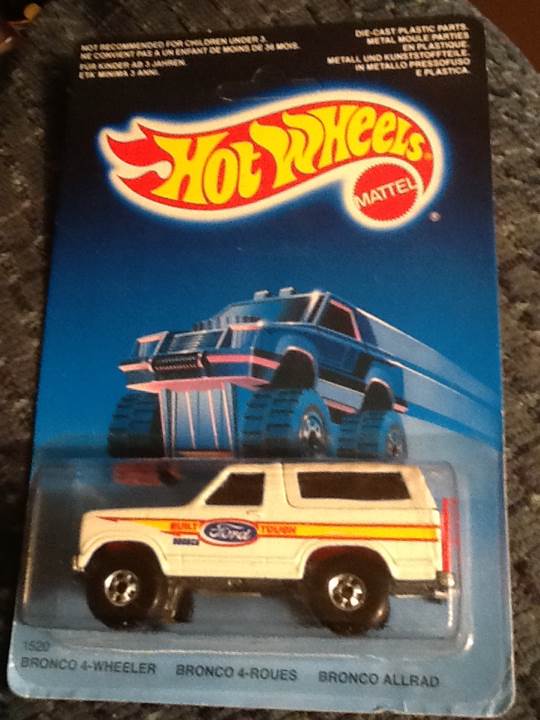 NOT RECOMMENDED FOR CHILDREN UNDER 3.
NE CONVIENT PAS A UN ENFANT DE MOINS DE 36 MOIS.
FÜR KINDER AB 3 JAHREN.
ETA' MINIMA 3 ANNI.
DIE-CAST PLASTIC PARTS.
METAL MOULE PARTIES
EN PLASTIQUE.
METALL UND KUNSTSTOFFTEILE.
IN METALLO PRESSOFUSO
E PLASTICA.
HOT WHEELS®
MATTEL
®
BUILT Ford TOUGH
BRONCO
1520
BRONCO 4-WHEELER BRONCO 4-ROUES BRONCO ALLRAD